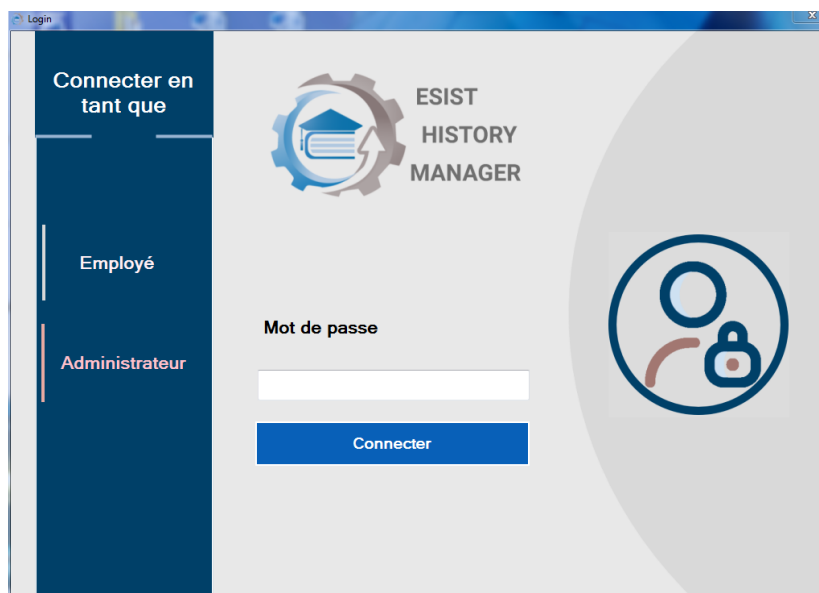 Login
Connecter en
tant que
ESIST
HISTORY
MANAGER
Employé
Administrateur
Mot de passe
Connecter